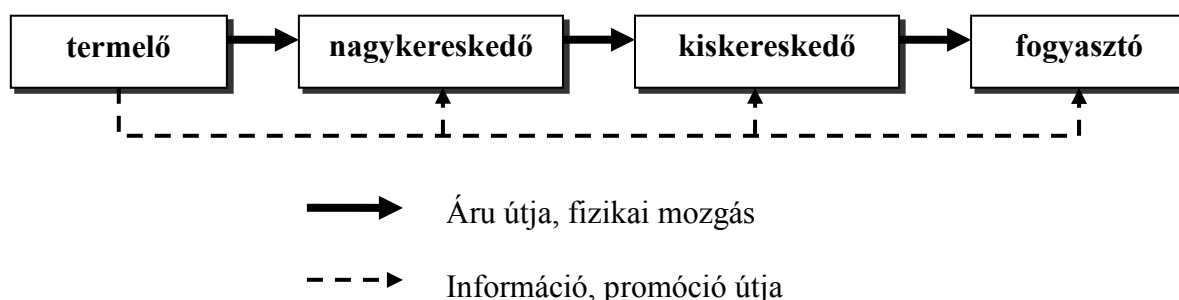 termelő nagykereskedő kiskereskedő fogyasztó
Áru útja, fizikai mozgás
Információ, promóció útja